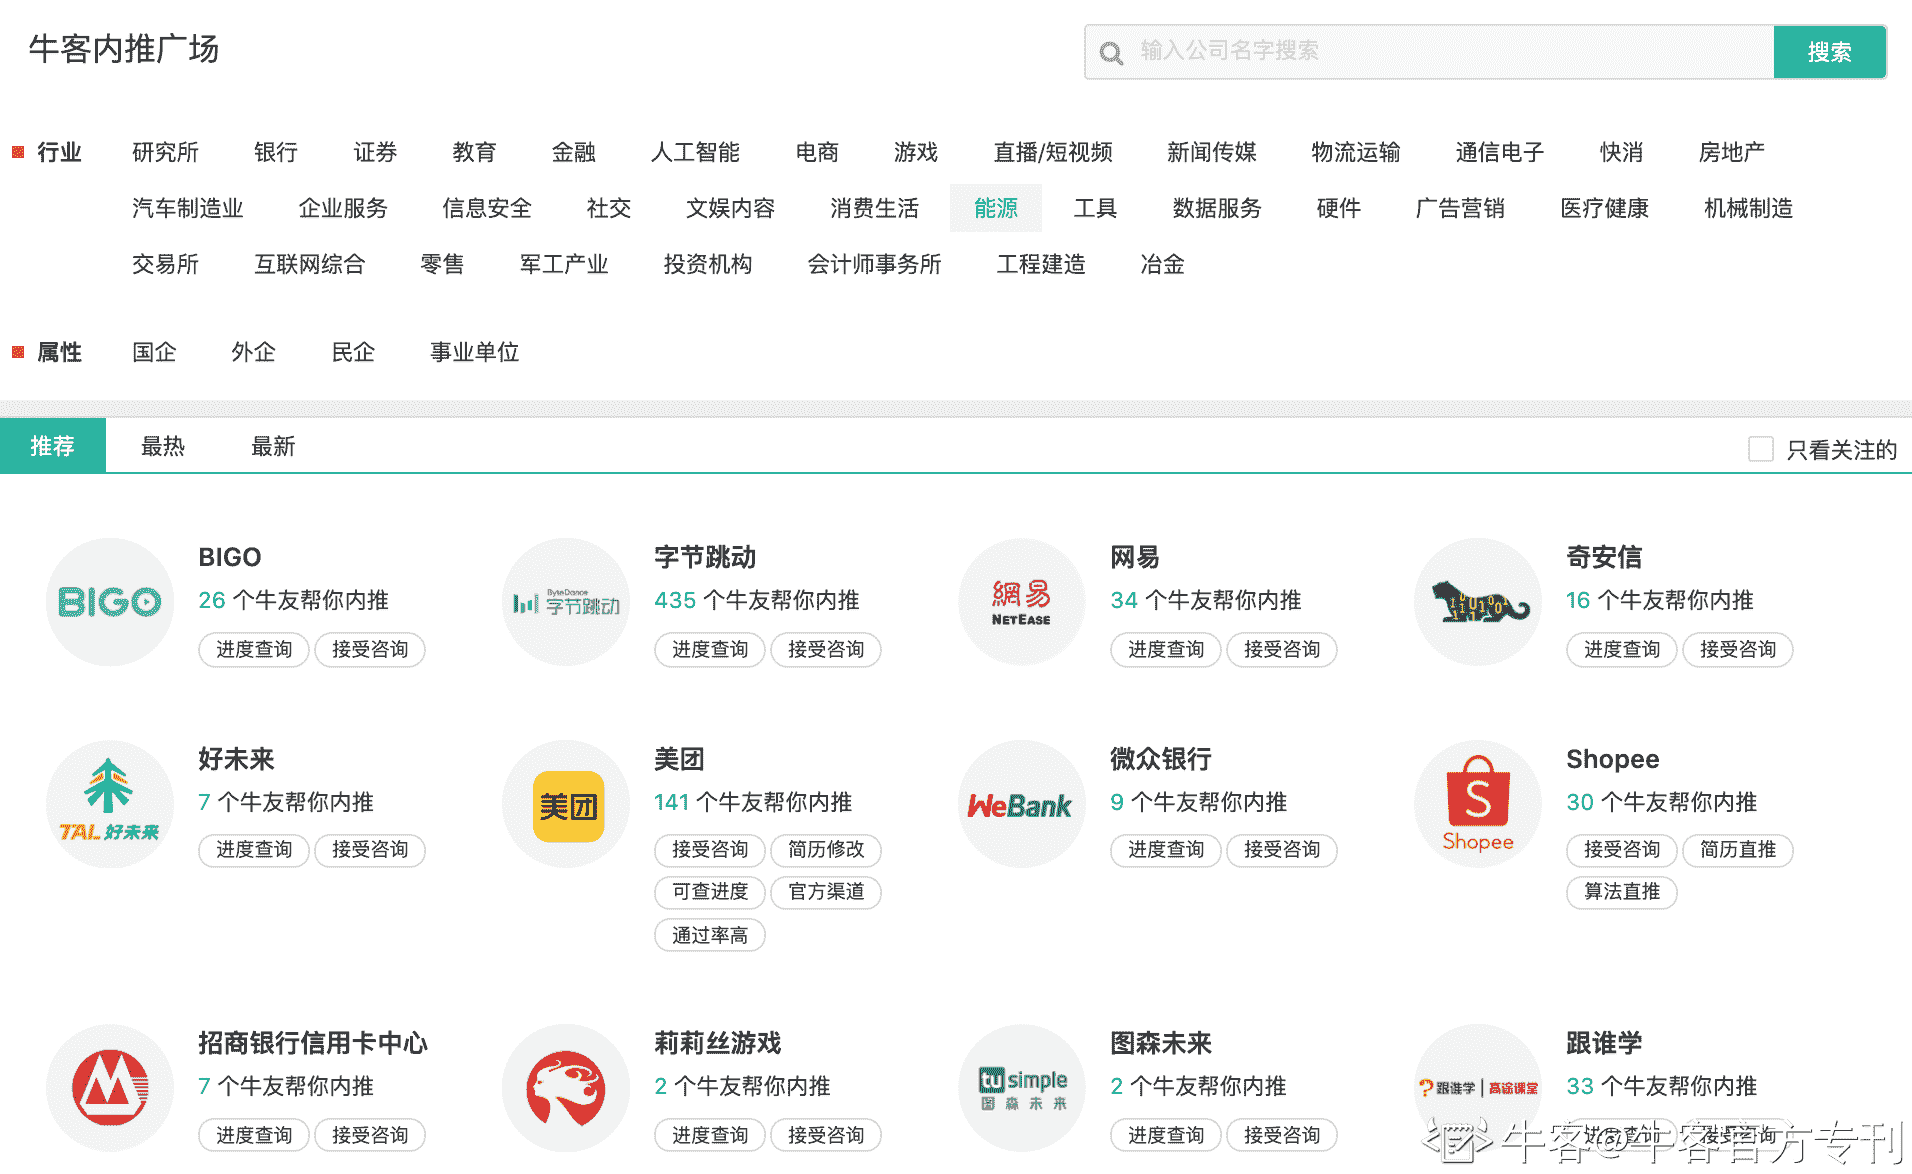 牛客内推广场
输入公司名字搜索 搜索
行业 研究所 银行 证券 教育 金融 人工智能 电商 游戏 直播/短视频 新闻传媒 物流运输 通信电子 快消 房地产
汽车制造业 企业服务 信息安全 社交 文娱内容 消费生活 能源 工具 数据服务 硬件 广告营销 医疗健康 机械制造
交易所 互联网综合 零售 军工产业 投资机构 会计师事务所 工程建造 冶金
属性 国企 外企 民企 事业单位
推荐 最热 最新 只看关注的
BIGO
BIGO
26 个牛友帮你内推
进度查询 接受咨询
ByteDance
字节跳动
字节跳动
435 个牛友帮你内推
进度查询 接受咨询
網易
NETEASE
网易
34 个牛友帮你内推
进度查询 接受咨询
奇安信
16 个牛友帮你内推
进度查询 接受咨询
TAL 好未来
好未来
7 个牛友帮你内推
进度查询 接受咨询
美团
美团
141 个牛友帮你内推
接受咨询 简历修改
可查进度 官方渠道
通过率高
WeBank
微众银行
9 个牛友帮你内推
进度查询 接受咨询
S
Shopee
Shopee
30 个牛友帮你内推
接受咨询 简历直推
算法直推
招商银行信用卡中心
7 个牛友帮你内推
进度查询 接受咨询
莉莉丝游戏
2 个牛友帮你内推
进度查询 接受咨询
tu simple
图森未来
图森未来
2 个牛友帮你内推
进度查询 接受咨询
跟谁学 | 高途课堂
跟谁学
33 个牛友帮你内推
进度查询 接受咨询
牛客@牛客官方专刊